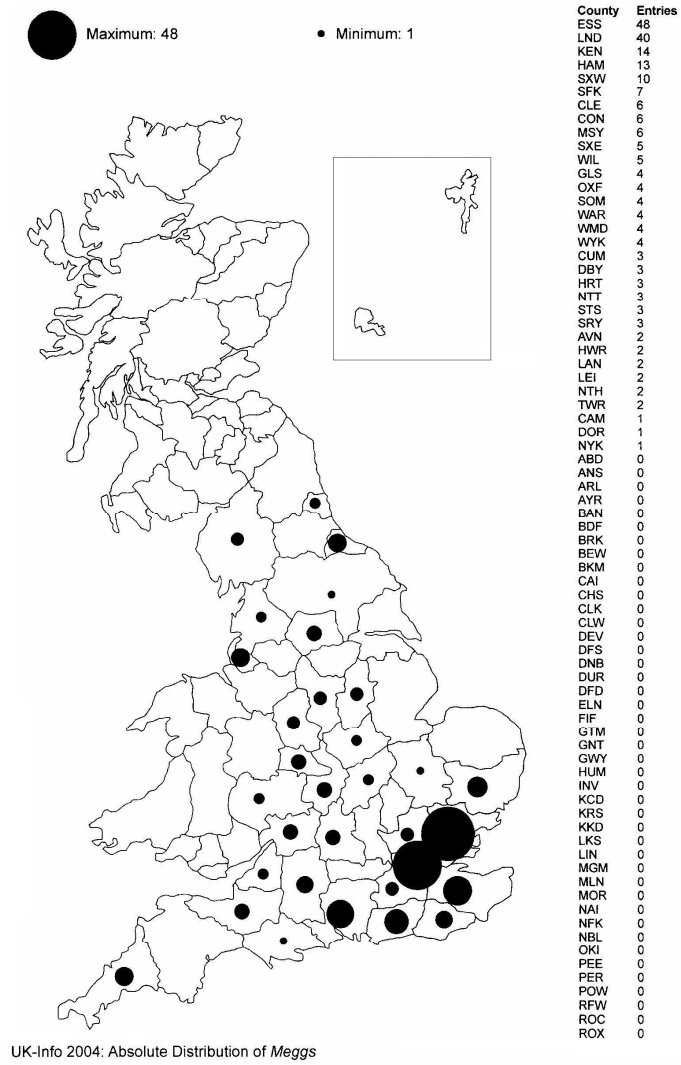 Maximum: 48
Minimum: 1
County Entries
ESS 48
LND 40
KEN 14
HAM 13
SXW 10
SFK 7
CLE 6
CON 6
MSY 6
SXE 5
WIL 5
GLS 4
OXF 4
SOM 4
WAR 4
WMD 4
WYK 4
CUM 3
DBY 3
HRT 3
NTT 3
STS 3
SRY 3
AVN 2
HWR 2
LAN 2
LEI 2
NTH 2
TWR 2
CAM 1
DOR 1
NYK 1
ABD 0
ANS 0
ARL 0
AYR 0
BAN 0
BDF 0
BRK 0
BEW 0
BKM 0
CAI 0
CHS 0
CLK 0
CLW 0
DEV 0
DFS 0
DNB 0
DUR 0
DFD 0
ELN 0
FIF 0
GTM 0
GNT 0
GWY 0
HUM 0
INV 0
KCD 0
KRS 0
KKD 0
LKS 0
LIN 0
MGM 0
MLN 0
MOR 0
NAI 0
NFK 0
NBL 0
OKI 0
PEE 0
PER 0
POW 0
RFW 0
ROC 0
ROX 0
UK-Info 2004: Absolute Distribution of Meggs